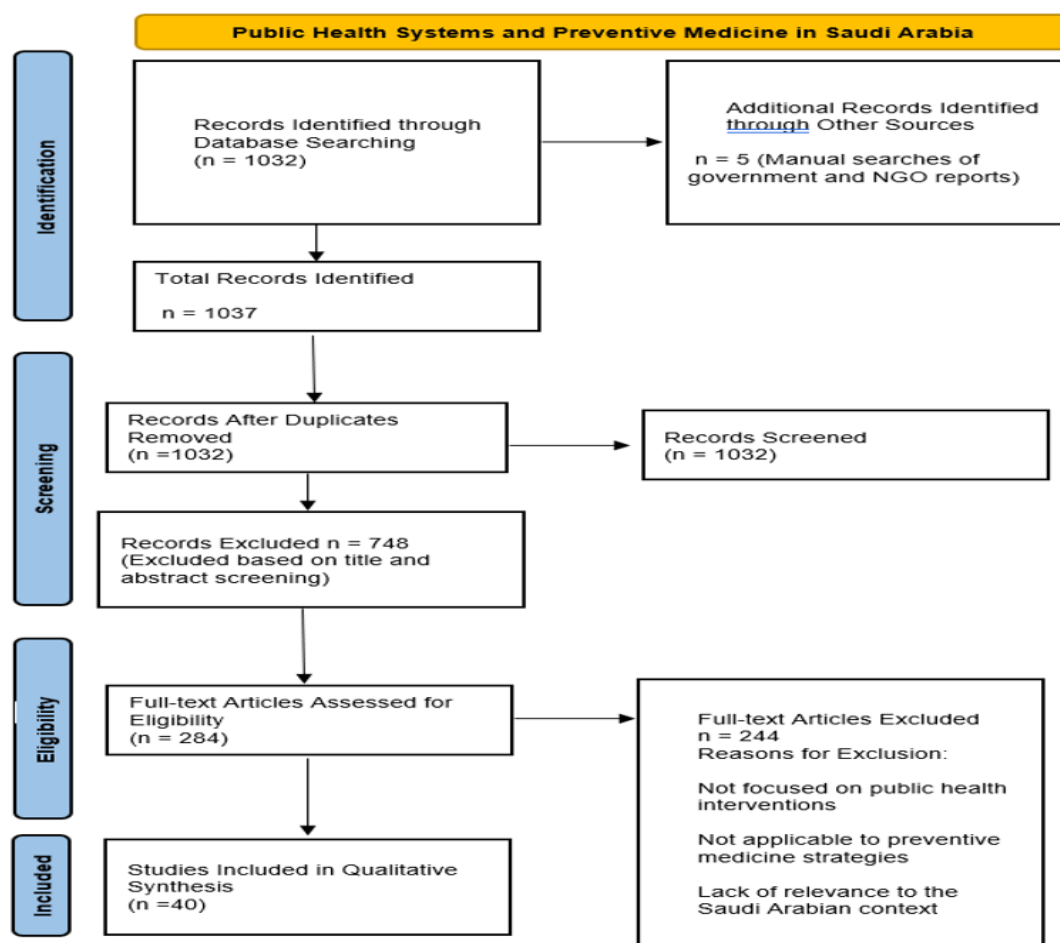 Public Health Systems and Preventive Medicine in Saudi Arabia
Identification
Records Identified through
Database Searching
(n = 1032)
Additional Records Identified
through Other Sources
n = 5 (Manual searches of
government and NGO reports)
Total Records Identified
n = 1037
Screening
Records After Duplicates
Removed
(n =1032)
Records Screened
(n = 1032)
Records Excluded n = 748
(Excluded based on title and
abstract screening)
Eligibility
Full-text Articles Assessed for
Eligibility
(n = 284)
Full-text Articles Excluded
n = 244
Reasons for Exclusion:
Not focused on public health
interventions
Not applicable to preventive
medicine strategies
Lack of relevance to the
Saudi Arabian context
Included
Studies Included in Qualitative
Synthesis
(n =40)